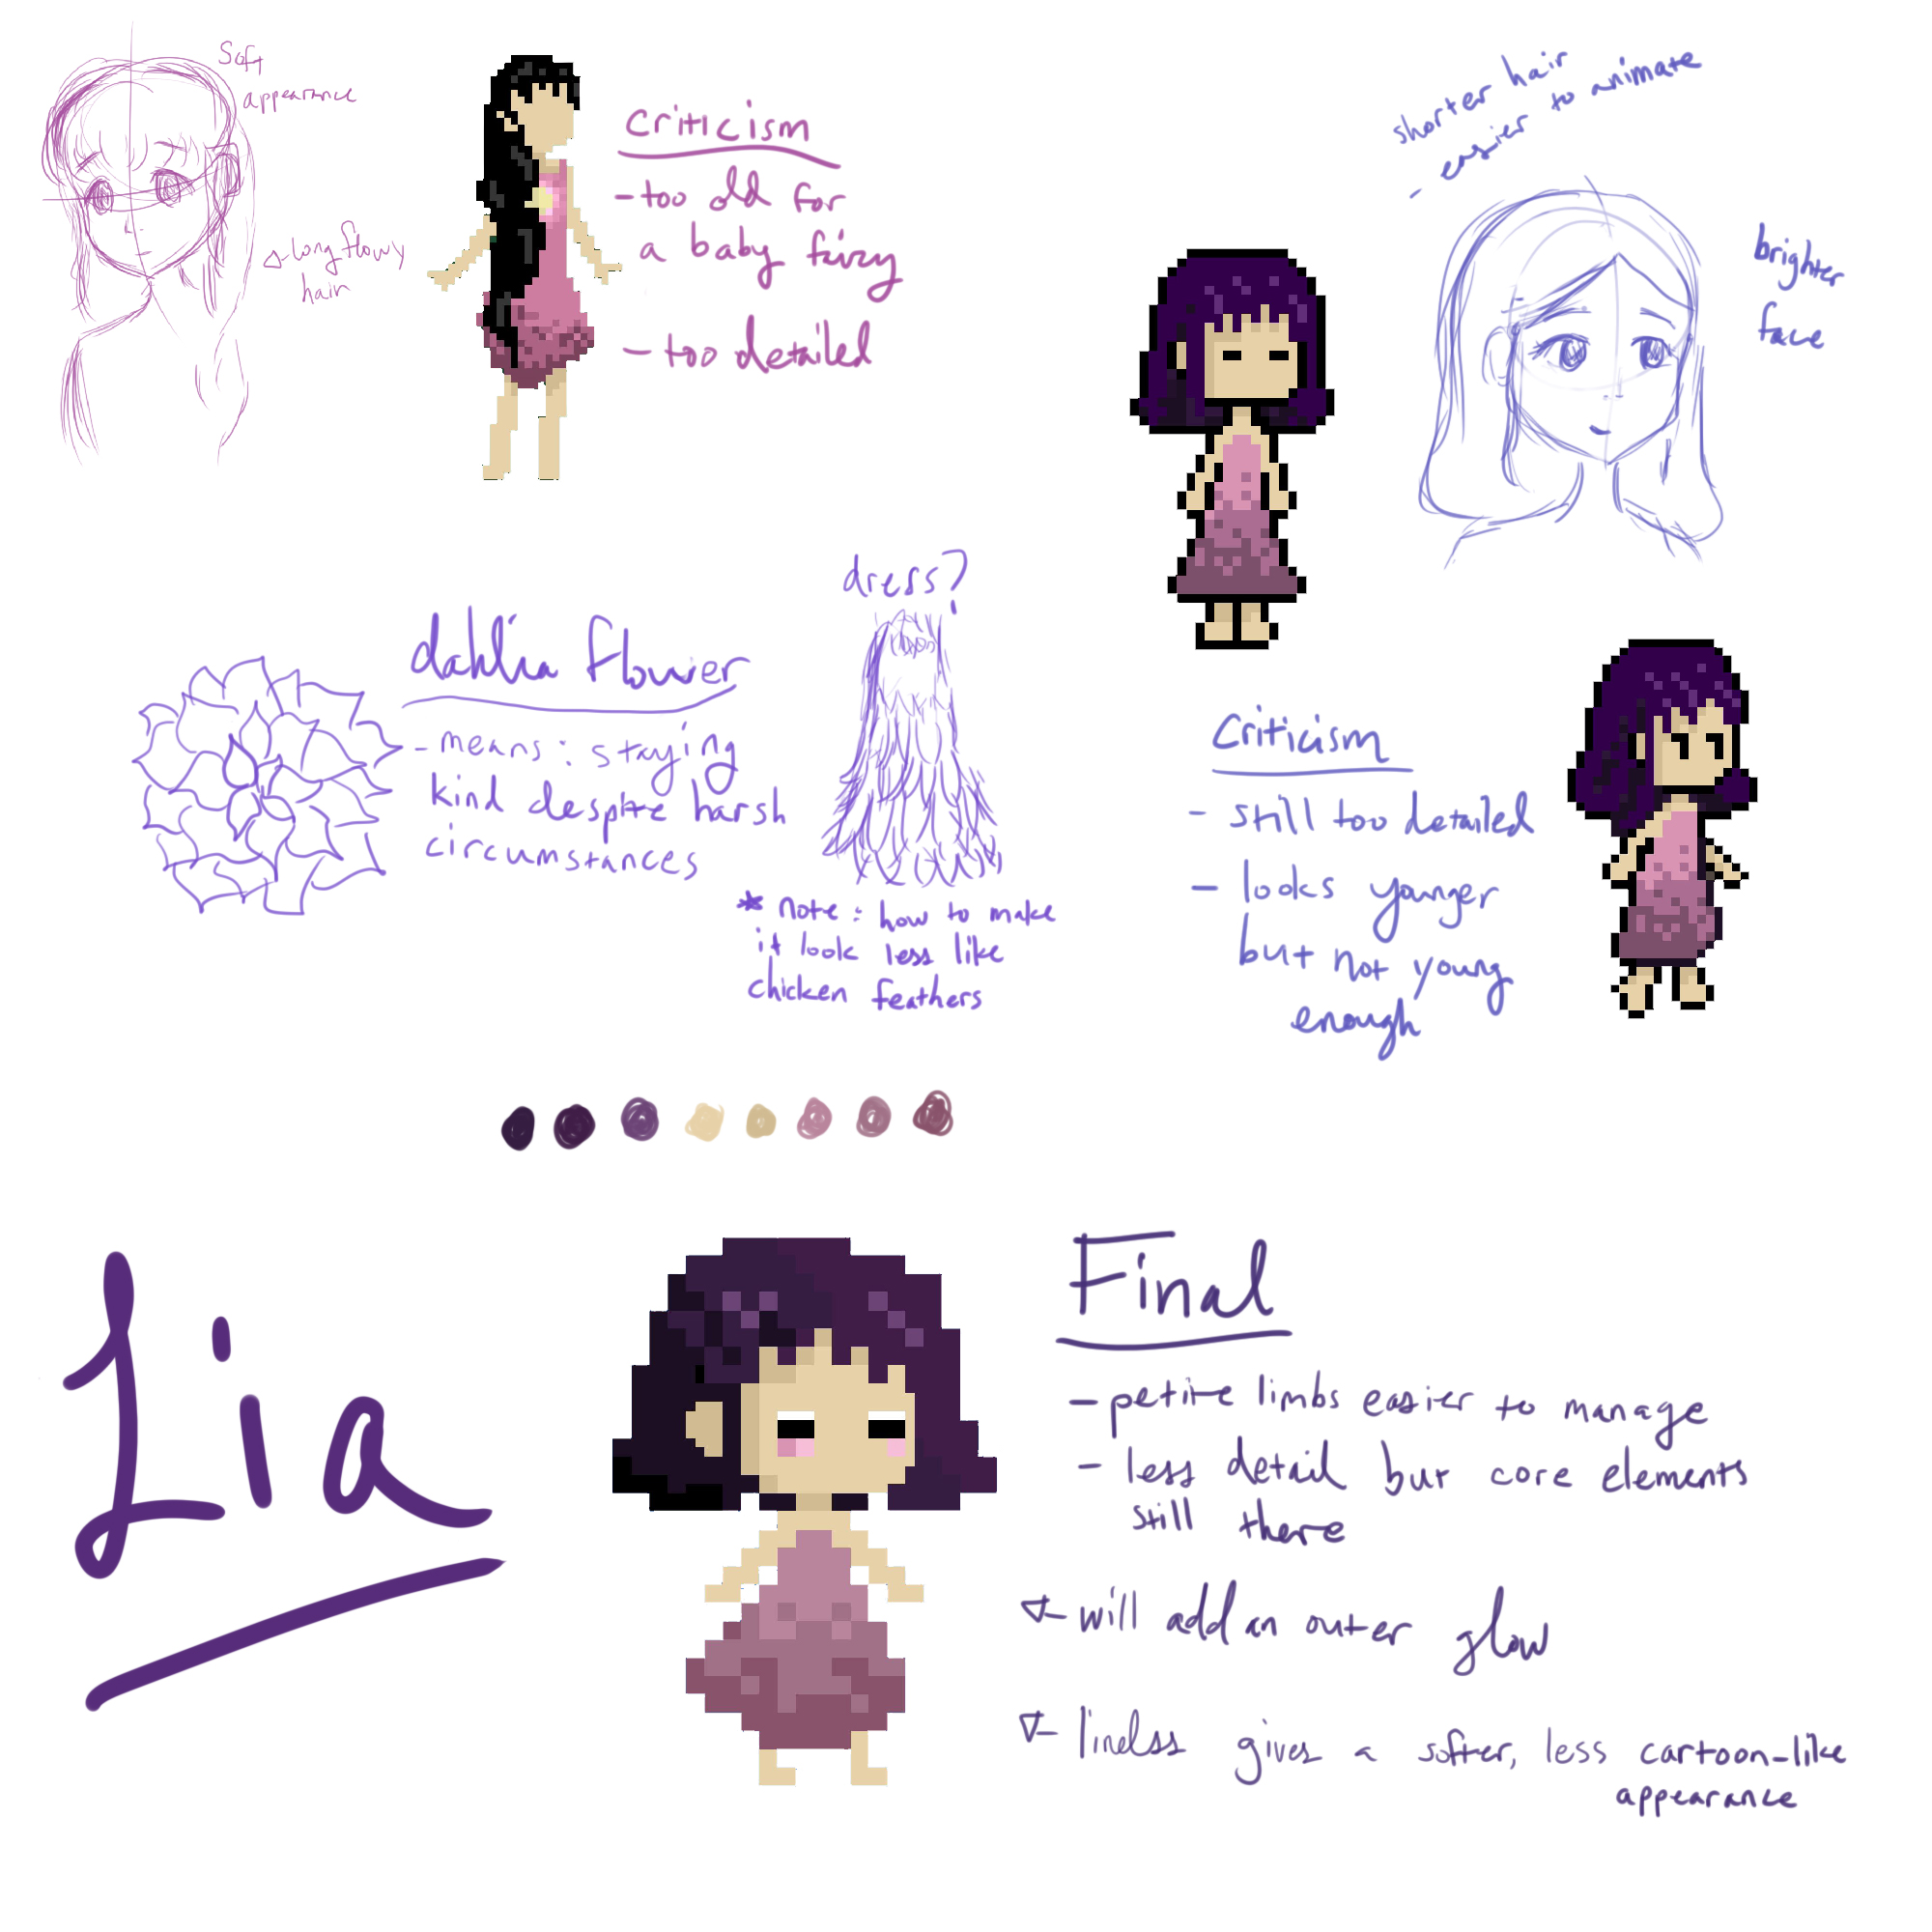 Soft
appearance
long flowy
hair
criticism
- too old for
a baby fairy
- too detailed
shorter hair
- easier to animate
brighter
face
dahlia flower
- means : staying
kind despite harsh
circumstances
dress?
* note : how to make
it look less like
chicken feathers
criticism
- still too detailed
- looks younger
but not young
enough
Lia
Final
- petite limbs easier to manage
- less detail but core elements
still there
will add an outer glow
linelss gives a softer, less cartoon-like
appearance